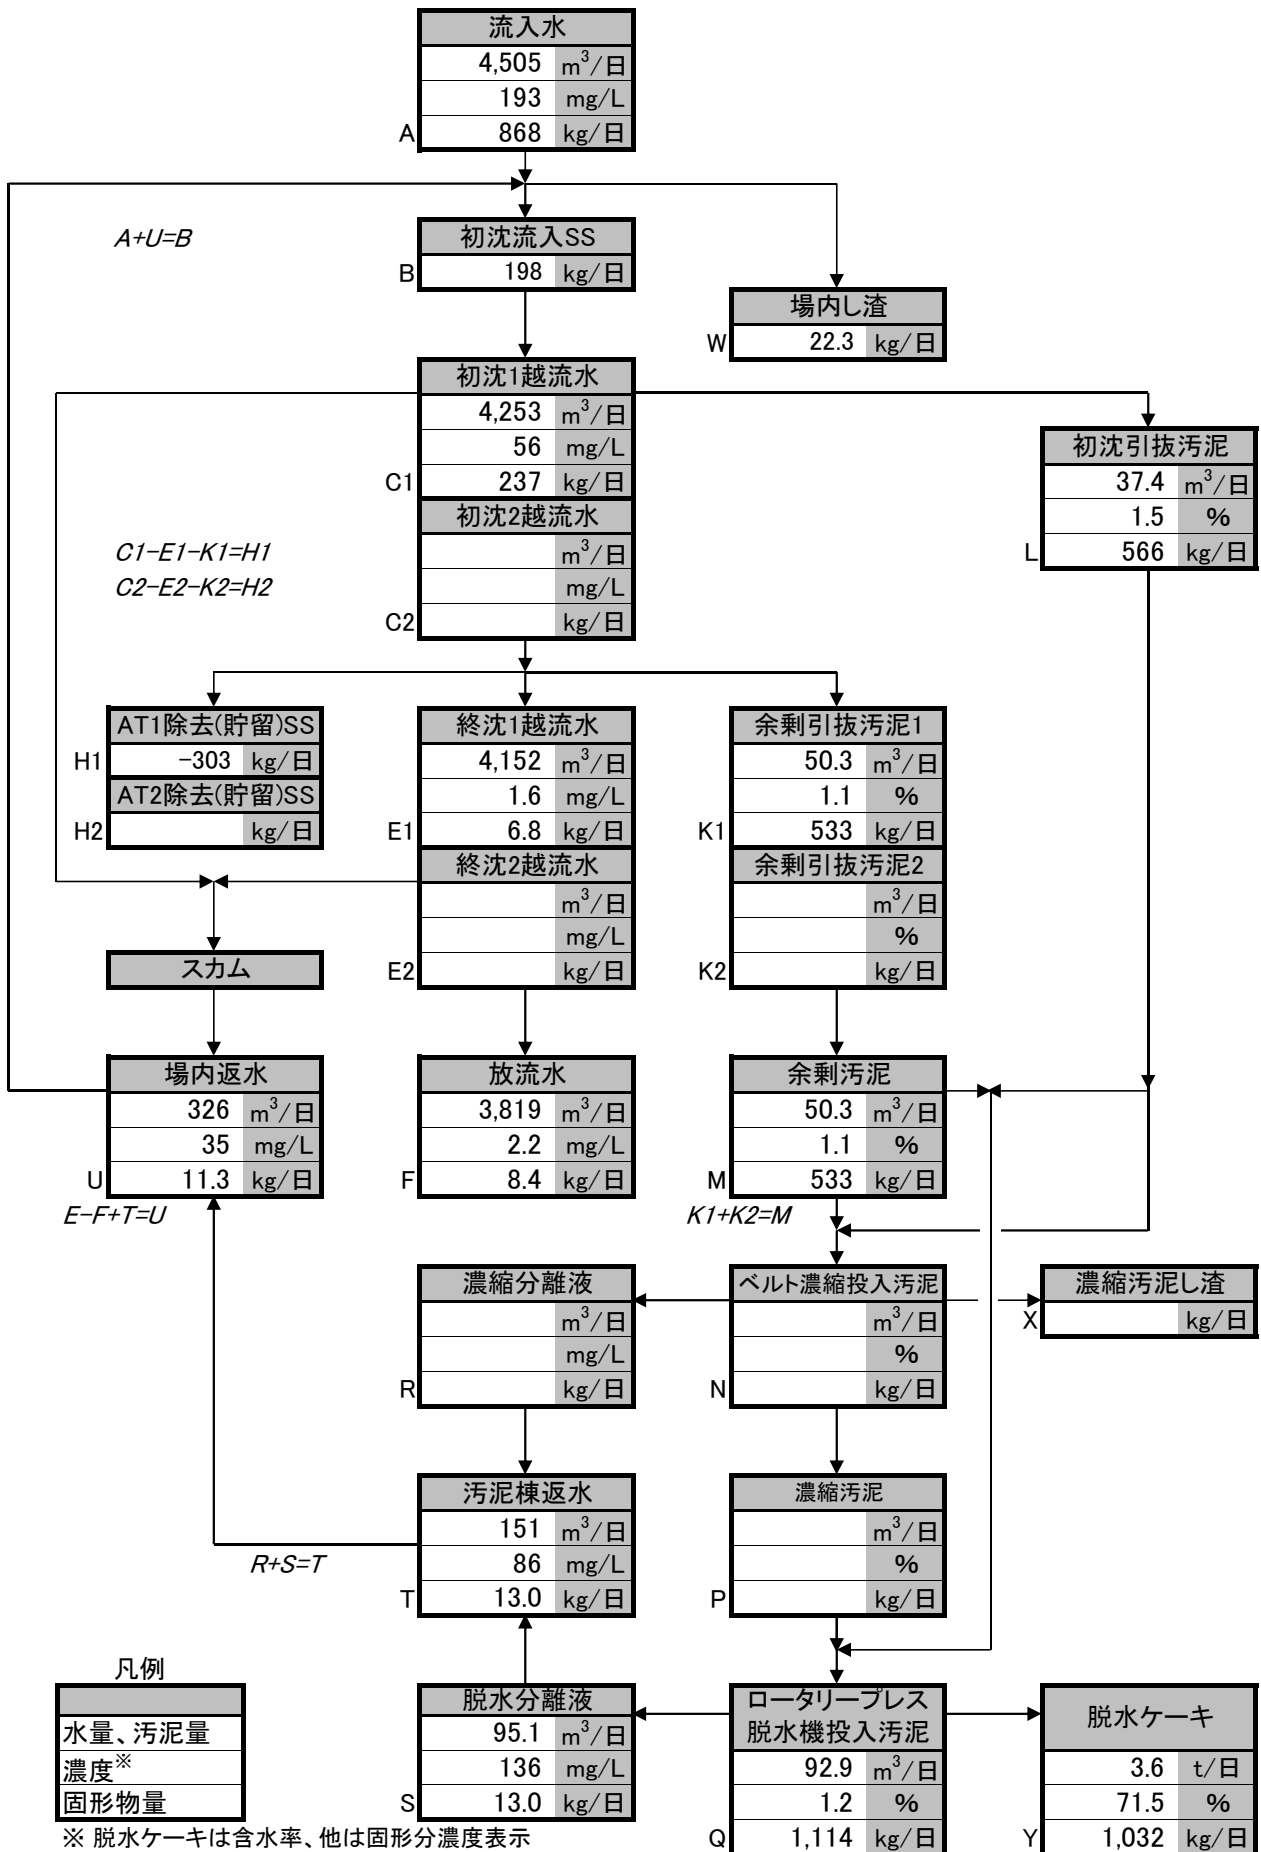 流入水
4,505 m³/日
193 mg/L
A 868 kg/日
A+U=B
初沈流入SS
B 198 kg/日
場内し渣
W 22.3 kg/日
初沈1越流水
4,253 m³/日
56 mg/L
C1 237 kg/日
初沈2越流水
m³/日
mg/L
C2 kg/日
初沈引抜汚泥
37.4 m³/日
1.5 %
L 566 kg/日
C1-E1-K1=H1
C2-E2-K2=H2
AT1除去(貯留)SS
H1 -303 kg/日
AT2除去(貯留)SS
H2 kg/日
終沈1越流水
4,152 m³/日
1.6 mg/L
E1 6.8 kg/日
終沈2越流水
m³/日
mg/L
E2 kg/日
余剰引抜汚泥1
50.3 m³/日
1.1 %
K1 533 kg/日
余剰引抜汚泥2
m³/日
%
K2 kg/日
スカム
場内返水
326 m³/日
35 mg/L
U 11.3 kg/日
E-F+T=U
放流水
3,819 m³/日
2.2 mg/L
F 8.4 kg/日
余剰汚泥
50.3 m³/日
1.1 %
M 533 kg/日
K1+K2=M
濃縮分離液
m³/日
mg/L
R kg/日
ベルト濃縮投入汚泥
m³/日
%
N kg/日
濃縮汚泥し渣
X kg/日
汚泥棟返水
151 m³/日
86 mg/L
T 13.0 kg/日
R+S=T
濃縮汚泥
m³/日
%
P kg/日
凡例
水量、汚泥量
濃度※
固形物量
※ 脱水ケーキは含水率、他は固形分濃度表示
脱水分離液
95.1 m³/日
136 mg/L
S 13.0 kg/日
ロータリープレス
脱水機投入汚泥
92.9 m³/日
1.2 %
Q 1,114 kg/日
脱水ケーキ
3.6 t/日
71.5 %
Y 1,032 kg/日